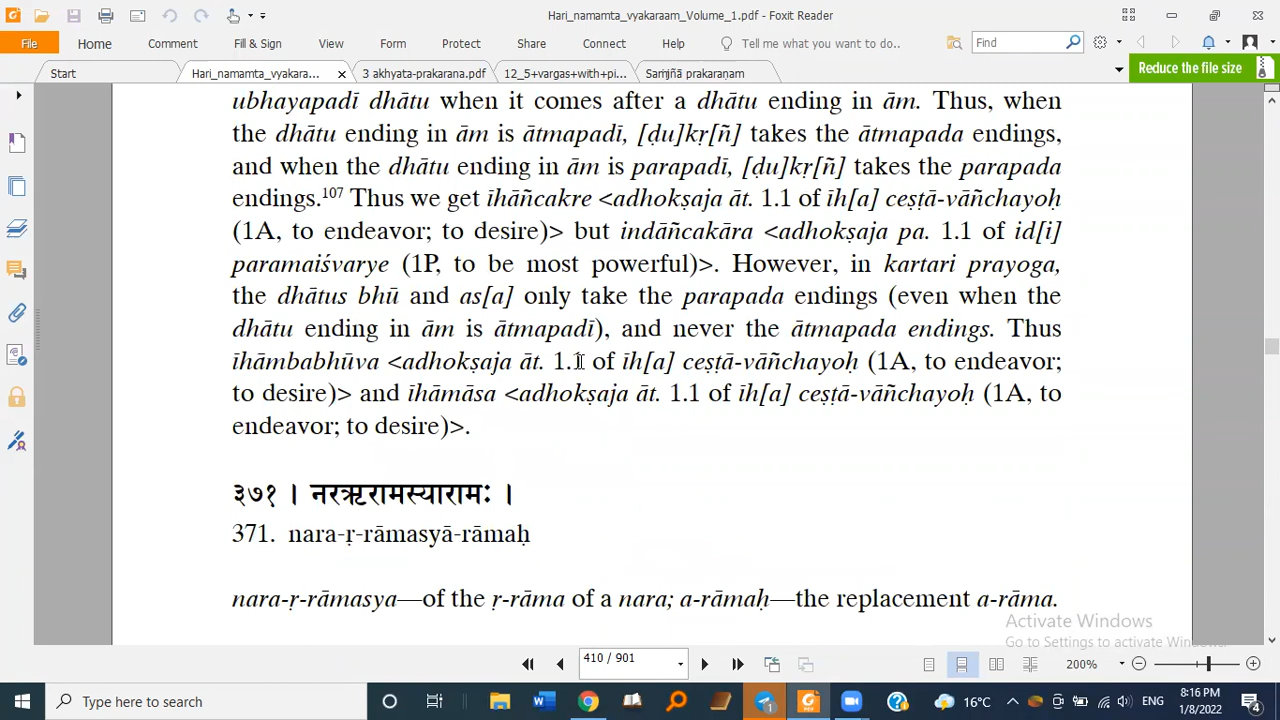 Hari_namamta_vyakaraam_Volume_1.pdf - Foxit Reader
File Home Comment Fill & Sign View Form Protect Share Connect Help Tell me what you want to do.. Find
Start Hari_namamta_vyakara... 3 akhyata-prakarana.pdf 12_5+vargas+with+pi... Saṁjñā prakaraṇam Reduce the file size
ubhayapadī dhātu when it comes after a dhātu ending in ām. Thus, when
the dhātu ending in ām is ātmapadī, [ḍu]kṛ[ñ] takes the ātmapada endings,
and when the dhātu ending in ām is parapadī, [ḍu]kṛ[ñ] takes the parapada
endings.107 Thus we get īhāñcakre <adhokṣaja āt. 1.1 of īh[a] ceṣṭā-vāñchayoḥ
(1A, to endeavor; to desire)> but indāñcakāra <adhokṣaja pa. 1.1 of id[i]
paramaiśvarye (1P, to be most powerful)>. However, in kartari prayoga,
the dhātus bhū and as[a] only take the parapada endings (even when the
dhātu ending in ām is ātmapadī), and never the ātmapada endings. Thus
īhāmbabhūva <adhokṣaja āt. 1.1 of īh[a] ceṣṭā-vāñchayoḥ (1A, to endeavor;
to desire)> and īhāmāsa <adhokṣaja āt. 1.1 of īh[a] ceṣṭā-vāñchayoḥ (1A, to
endeavor; to desire)>.
३७१ । नरऋरामस्यारामः ।
371. nara-ṛ-rāmasyā-rāmaḥ
nara-ṛ-rāmasya—of the ṛ-rāma of a nara; a-rāmaḥ—the replacement a-rāma.
Activate Windows
Go to Settings to activate Windows.
410 / 901 200%
Type here to search 16°C ENG 8:16 PM
1/8/2022